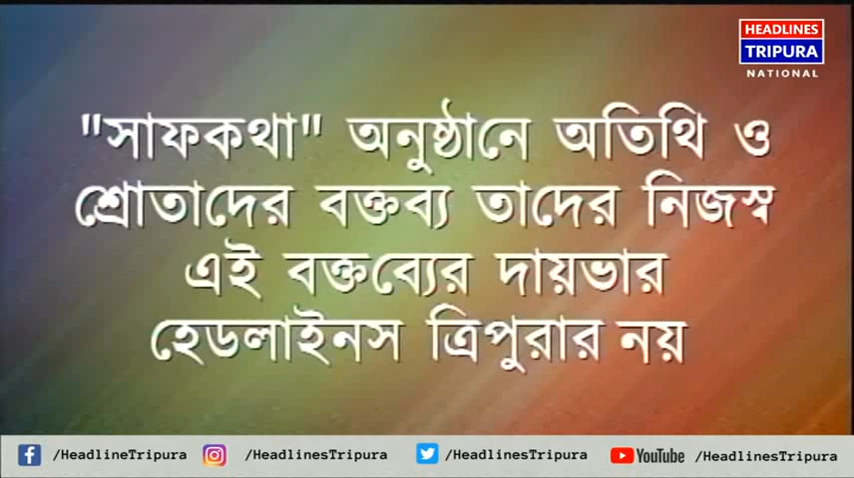 HEADLINES
TRIPURA
NATIONAL
"সাফকথা" অনুষ্ঠানে অতিথি ও
শ্রোতাদের বক্তব্য তাদের নিজস্ব
এই বক্তব্যের দায়ভার
হেডলাইনস ত্রিপুরার নয়
/HeadlineTripura /HeadlinesTripura /HeadlinesTripura YouTube /HeadlinesTripura